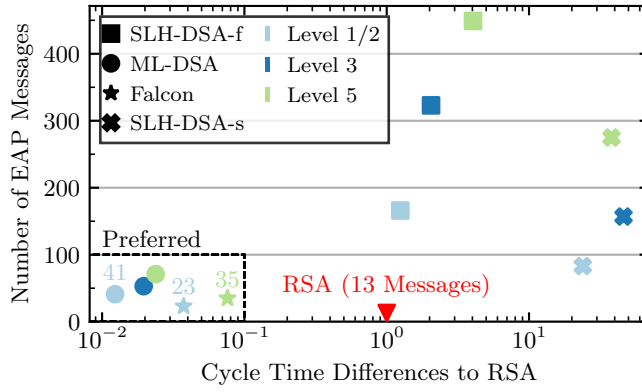 SLH-DSA-f
ML-DSA
Falcon
SLH-DSA-s
Level 1/2
Level 3
Level 5
Number of EAP Messages
400
300
200
100
0
Preferred
41
23
35
RSA (13 Messages)
10⁻²
10⁻¹
10⁰
10¹
Cycle Time Differences to RSA